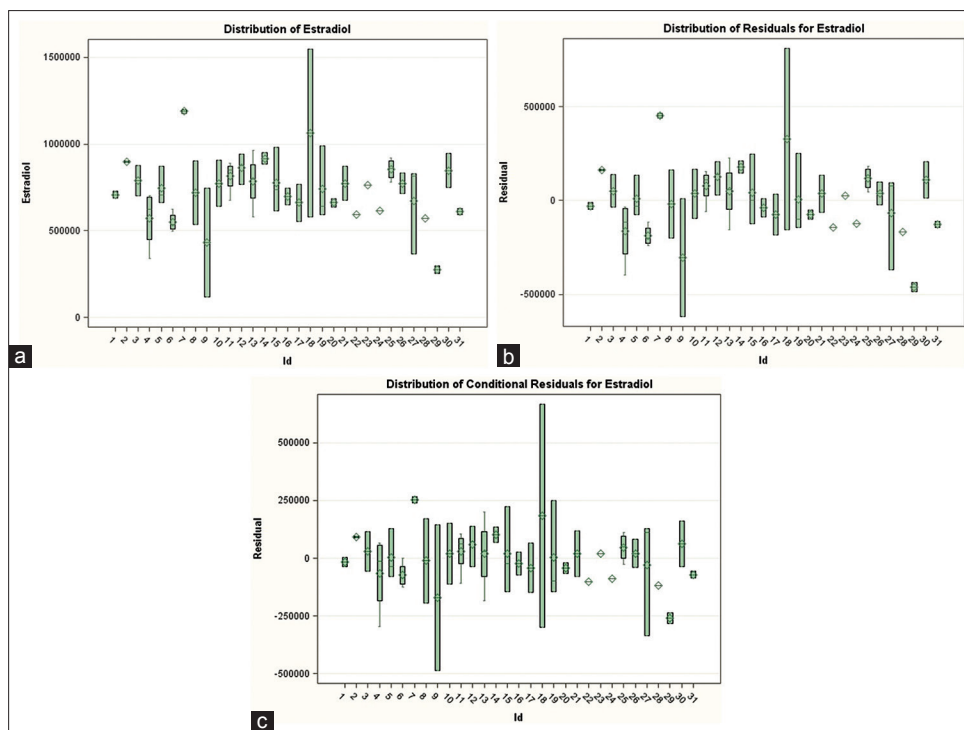 Distribution of Estradiol
Estradiol
1500000
1000000
500000
0
1 2 3 4 5 6 7 8 9 10 11 12 13 14 15 16 17 18 19 20 21 22 23 24 25 26 27 28 29 30 31
Id
a
Distribution of Residuals for Estradiol
Residual
500000
0
-500000
1 2 3 4 5 6 7 8 9 10 11 12 13 14 15 16 17 18 19 20 21 22 23 24 25 26 27 28 29 30 31
Id
b
Distribution of Conditional Residuals for Estradiol
Residual
500000
250000
0
-250000
-500000
1 2 3 4 5 6 7 8 9 10 11 12 13 14 15 16 17 18 19 20 21 22 23 24 25 26 27 28 29 30 31
Id
c